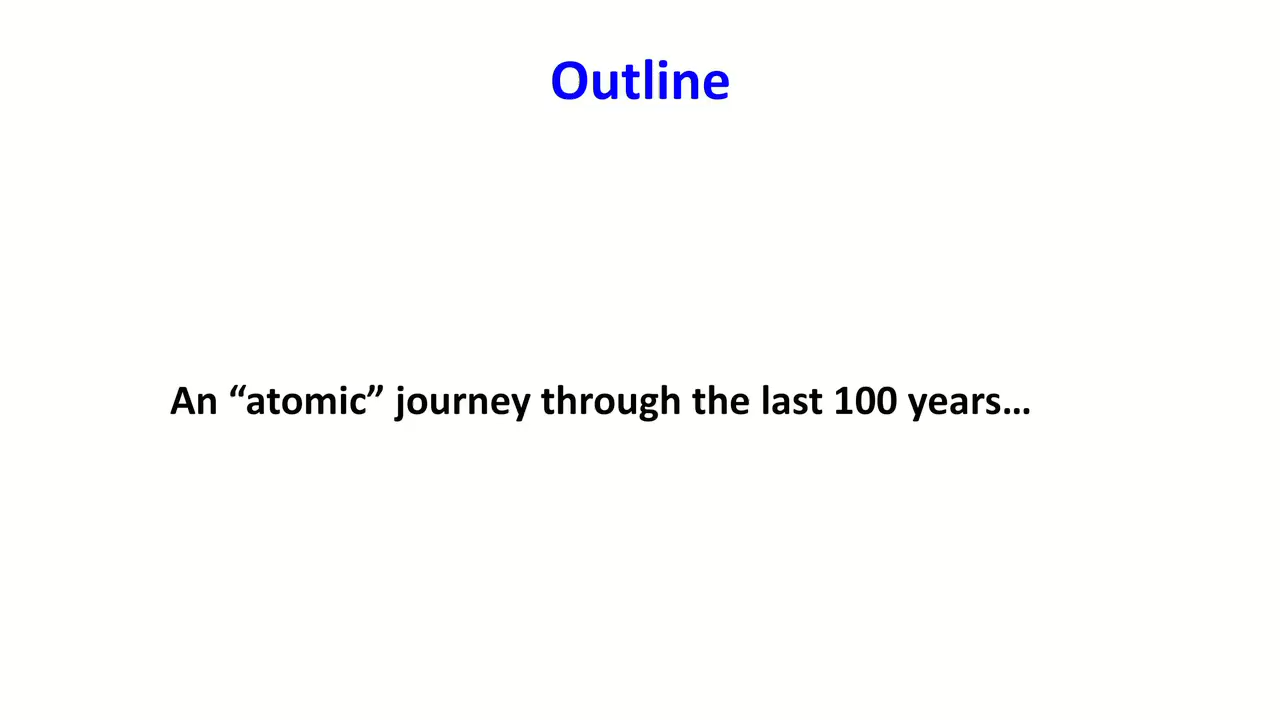 Outline
An “atomic” journey through the last 100 years…